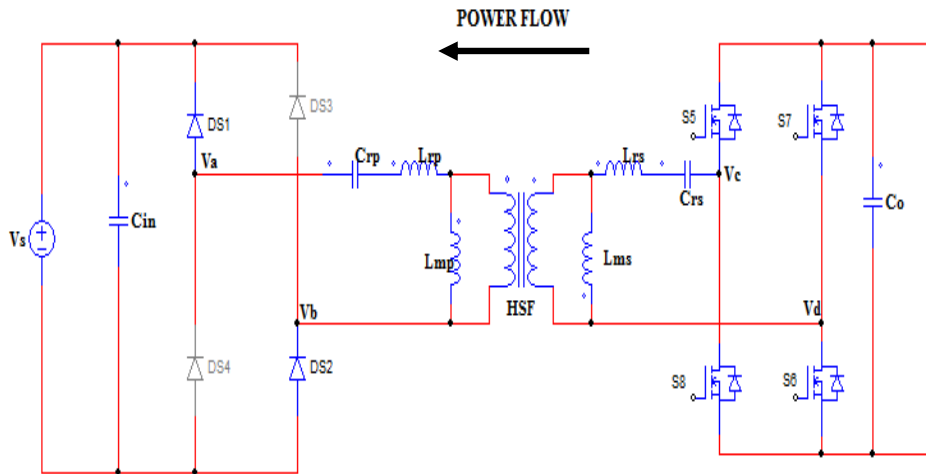 POWER FLOW
DS1
DS3
S5
S7
Va
Crp
Lrp
Lrs
Crs
Vc
Vs
Cin
Lmp
HSF
Lms
Co
Vb
Vd
DS4
DS2
S8
S6